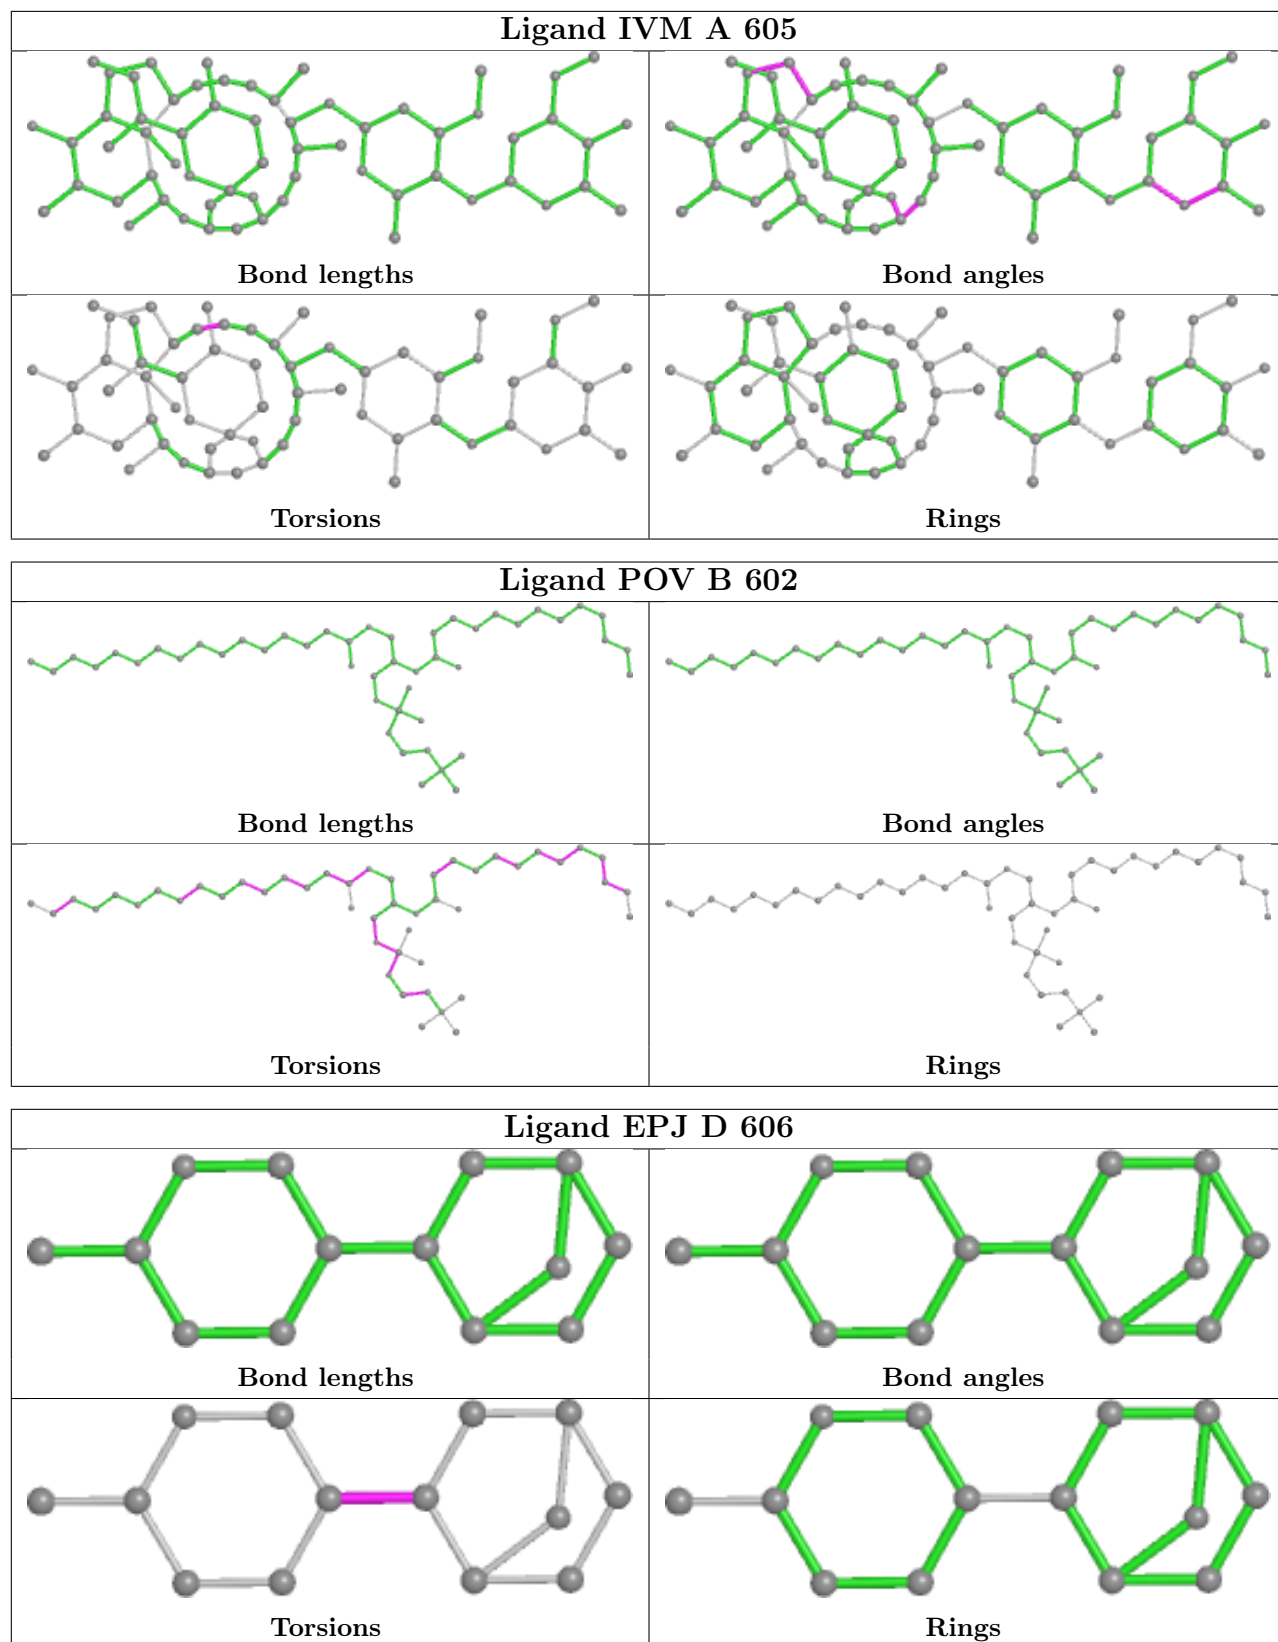 Ligand IVM A 605
Bond lengths
Bond angles
Torsions
Rings
Ligand POV B 602
Bond lengths
Bond angles
Torsions
Rings
Ligand EPJ D 606
Bond lengths
Bond angles
Torsions
Rings